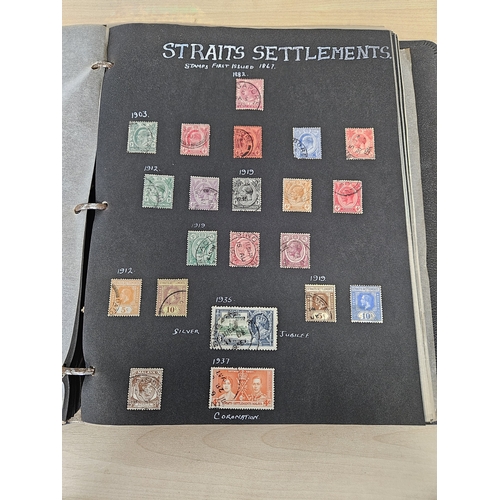 STRAITS SETTLEMENTS.
STAMPS FIRST ISSUED 1867.
1882
1903.
1912. 1919
1919
1912 1919
1935
SILVER JUBILEE
1937
CORONATION